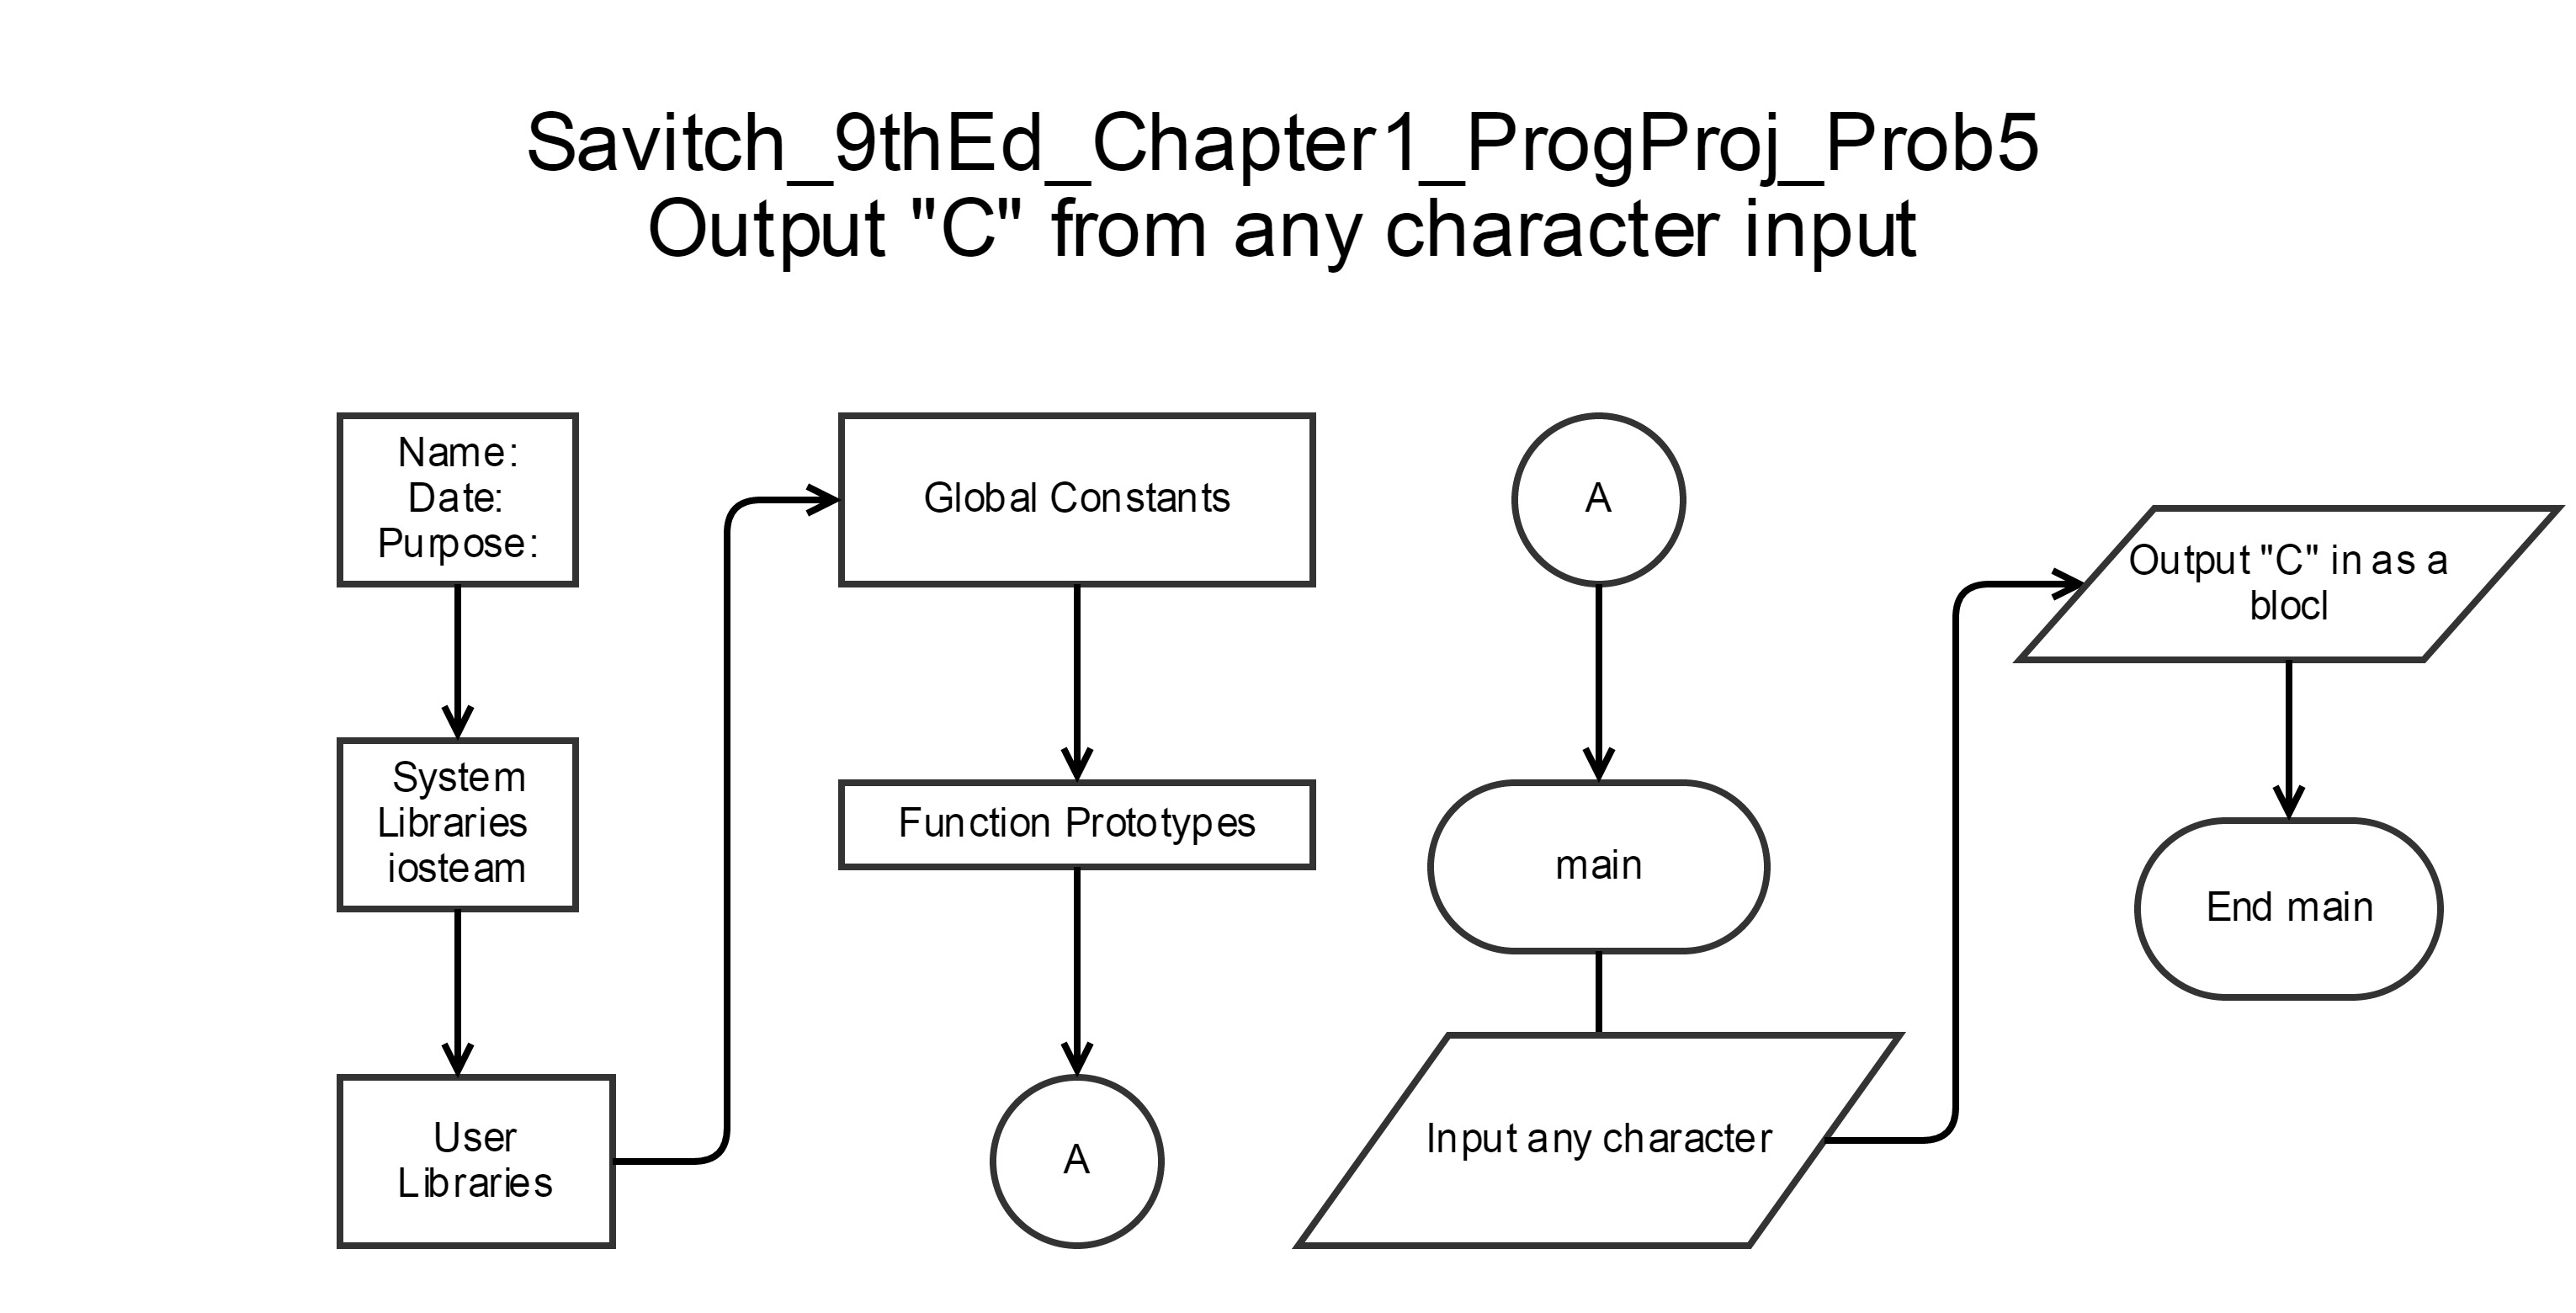 Savitch_9thEd_Chapter1_ProgProj_Prob5
Output "C" from any character input
Name:
Date:
Purpose:
System
Libraries
iosteam
User
Libraries
Global Constants
Function Prototypes
A
A
main
Input any character
Output "C" in as a
blocl
End main